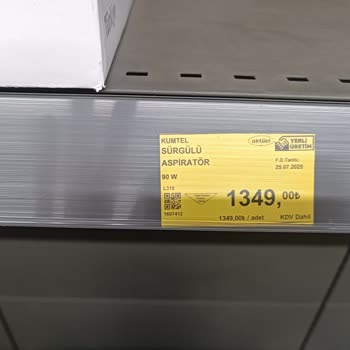 KUMTEL
SÜRGÜLÜ
ASPİRATÖR
90 W
aktüel
YERLİ
ÜRETİM
F.D.Tarihi:
25.07.2025
1607412
1349,00₺
1349,00₺ / adet
KDV Dahil